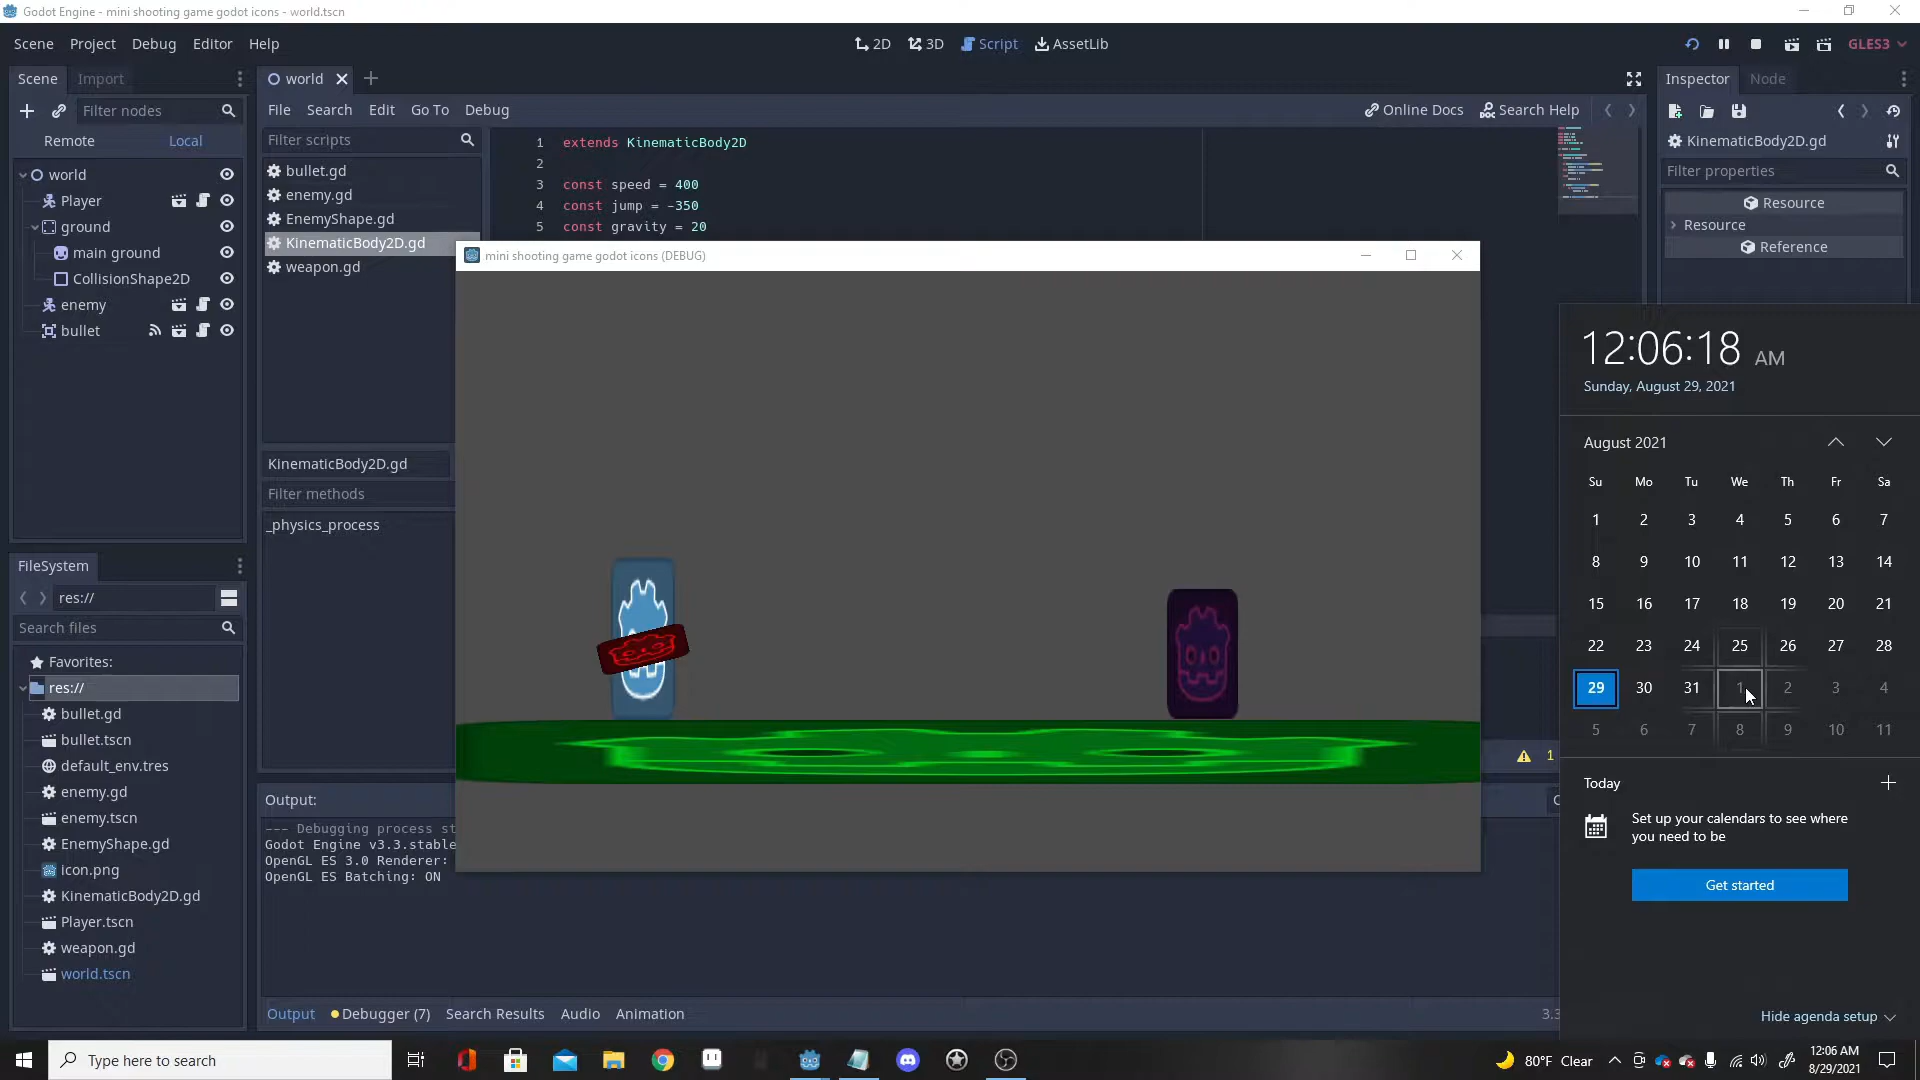 Godot Engine - mini shooting game godot icons - world.tscn
Scene Project Debug Editor Help
2D 3D Script AssetLib
GLES3
Scene Import
world
Inspector Node
Filter nodes
File Search Edit Go To Debug
Online Docs Search Help
Remote Local
Filter scripts
KinematicBody2D.gd
Filter properties
Resource
Resource
Reference
world
Player
ground
main ground
CollisionShape2D
enemy
bullet
bullet.gd
enemy.gd
EnemyShape.gd
KinematicBody2D.gd
weapon.gd
1 extends KinematicBody2D
2
3 const speed = 400
4 const jump = -350
5 const gravity = 20
mini shooting game godot icons (DEBUG)
KinematicBody2D.gd
Filter methods
_physics_process
FileSystem
res://
Search files
Favorites:
res://
bullet.gd
bullet.tscn
default_env.tres
enemy.gd
enemy.tscn
EnemyShape.gd
icon.png
KinematicBody2D.gd
Player.tscn
weapon.gd
world.tscn
1
Output:
--- Debugging process st
Godot Engine v3.3.stable
OpenGL ES 3.0 Renderer:
OpenGL ES Batching: ON
Output Debugger (7) Search Results Audio Animation
3.3
12:06:18 AM
Sunday, August 29, 2021
August 2021
Su Mo Tu We Th Fr Sa
1 2 3 4 5 6 7
8 9 10 11 12 13 14
15 16 17 18 19 20 21
22 23 24 25 26 27 28
29 30 31 1 2 3 4
5 6 7 8 9 10 11
Today
Set up your calendars to see where
you need to be
Get started
Hide agenda setup
Type here to search
80°F Clear
12:06 AM
8/29/2021